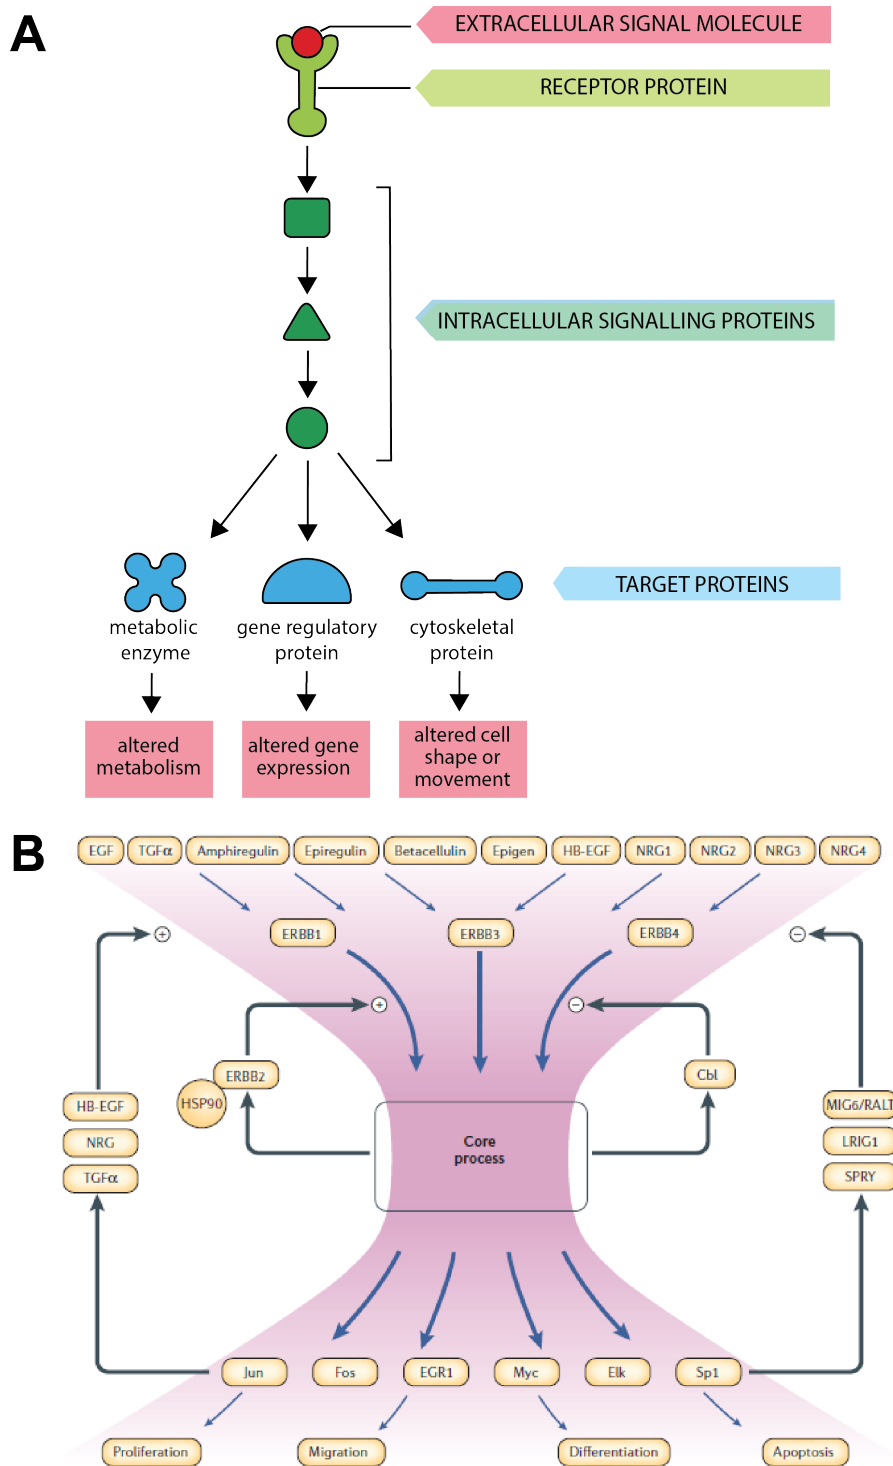 A
EXTRACELLULAR SIGNAL MOLECULE
RECEPTOR PROTEIN
INTRACELLULAR SIGNALLING PROTEINS
TARGET PROTEINS
metabolic
enzyme
gene regulatory
protein
cytoskeletal
protein
altered
metabolism
altered gene
expression
altered cell
shape or
movement
B
EGF TGFα Amphiregulin Epiregulin Betacellulin Epigen HB-EGF NRG1 NRG2 NRG3 NRG4
ERBB1 ERBB3 ERBB4
+ −
+ −
ERBB2 Cbl
HSP90
HB-EGF MIG6/RALT
NRG LRIG1
TGFα SPRY
Core
process
Jun Fos EGR1 Myc Elk Sp1
Proliferation Migration Differentiation Apoptosis